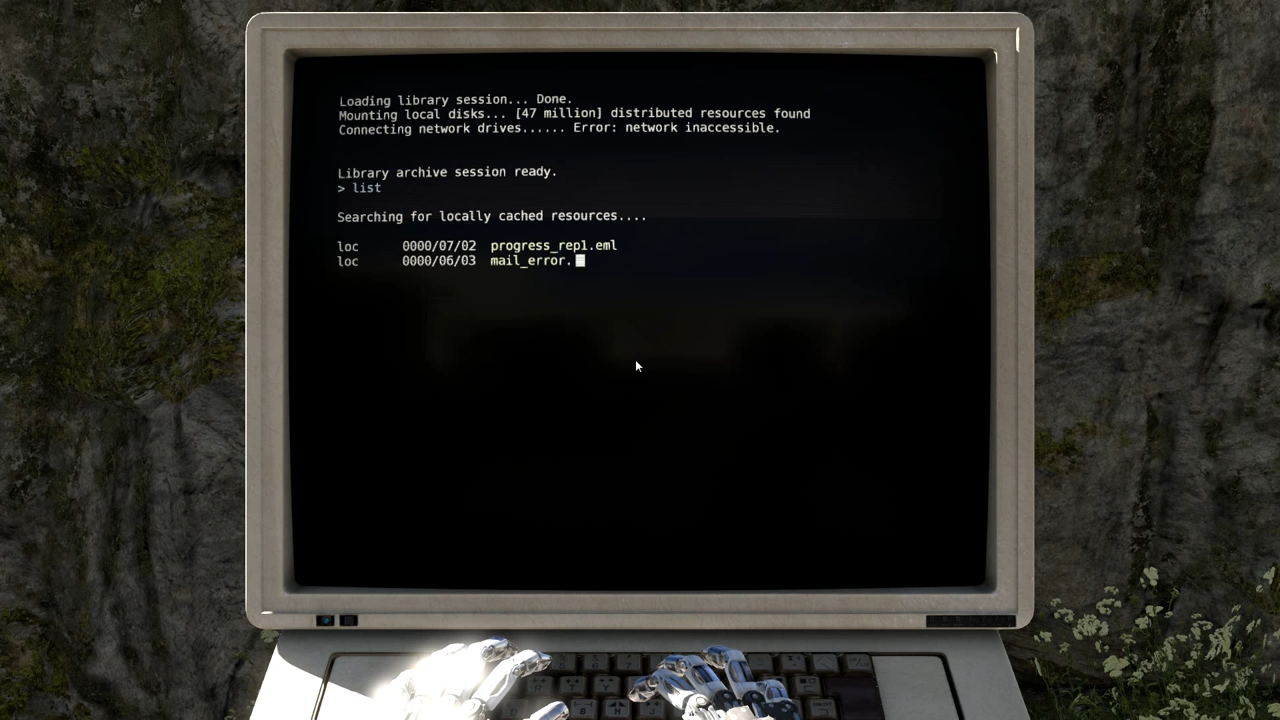 Loading library session... Done.
Mounting local disks... [47 million] distributed resources found
Connecting network drives...... Error: network inaccessible.
Library archive session ready.
> list
Searching for locally cached resources....
loc 0000/07/02 progress_rep1.eml
loc 0000/06/03 mail_error.